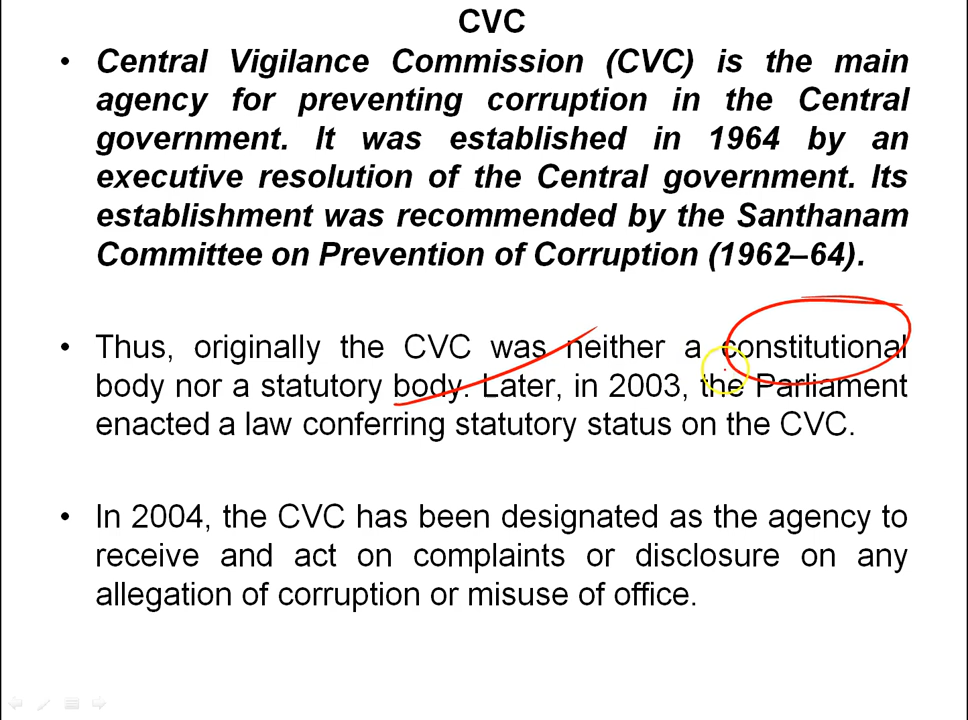 CVC
• Central Vigilance Commission (CVC) is the main
agency for preventing corruption in the Central
government. It was established in 1964 by an
executive resolution of the Central government. Its
establishment was recommended by the Santhanam
Committee on Prevention of Corruption (1962–64).
• Thus, originally the CVC was neither a constitutional
body nor a statutory body. Later, in 2003, the Parliament
enacted a law conferring statutory status on the CVC.
• In 2004, the CVC has been designated as the agency to
receive and act on complaints or disclosure on any
allegation of corruption or misuse of office.